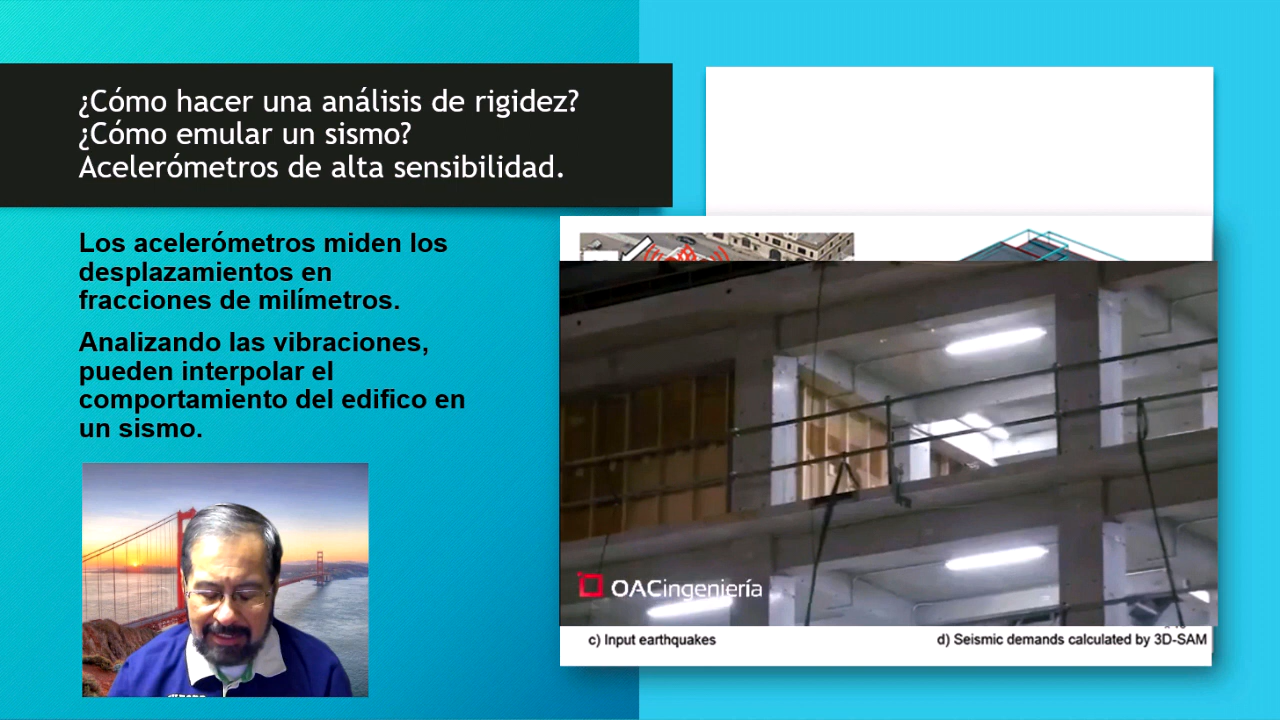 ¿Cómo hacer una análisis de rigidez?
¿Cómo emular un sismo?
Acelerómetros de alta sensibilidad.
Los acelerómetros miden los
desplazamientos en
fracciones de milímetros.
Analizando las vibraciones,
pueden interpolar el
comportamiento del edifico en
un sismo.
OACingeniería
c) Input earthquakes
d) Seismic demands calculated by 3D-SAM